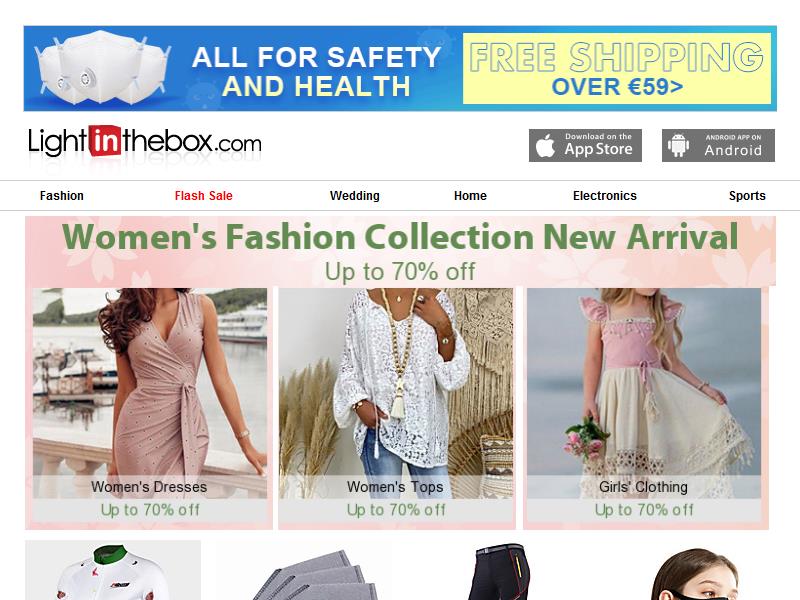 ALL FOR SAFETY
AND HEALTH
FREE SHIPPING
OVER €59>
Lightinthebox.com
Download on the
App Store
ANDROID APP ON
Android
Fashion
Flash Sale
Wedding
Home
Electronics
Sports
Women's Fashion Collection New Arrival
Up to 70% off
Women's Dresses
Up to 70% off
Women's Tops
Up to 70% off
Girls' Clothing
Up to 70% off